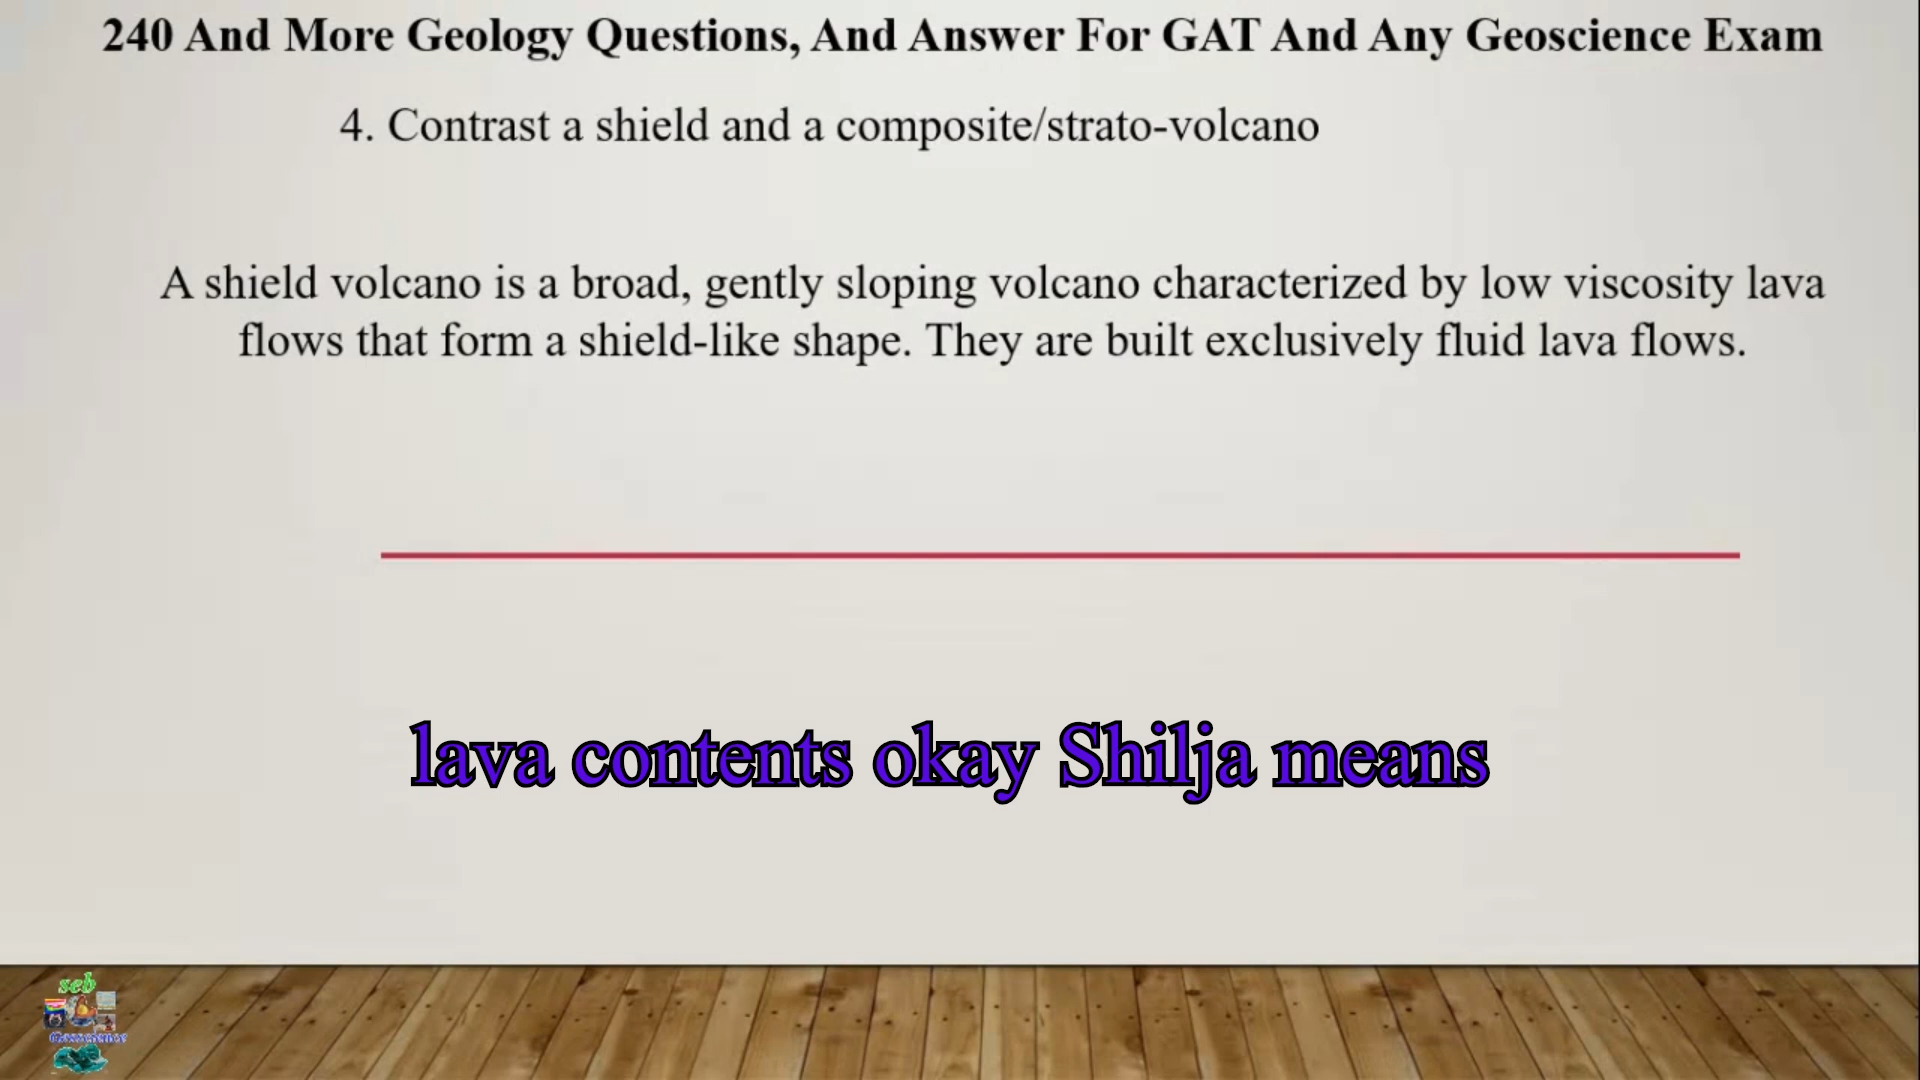 240 And More Geology Questions, And Answer For GAT And Any Geoscience Exam
4. Contrast a shield and a composite/strato-volcano
A shield volcano is a broad, gently sloping volcano characterized by low viscosity lava
flows that form a shield-like shape. They are built exclusively fluid lava flows.
lava contents okay Shilja means
seb
Geoscience